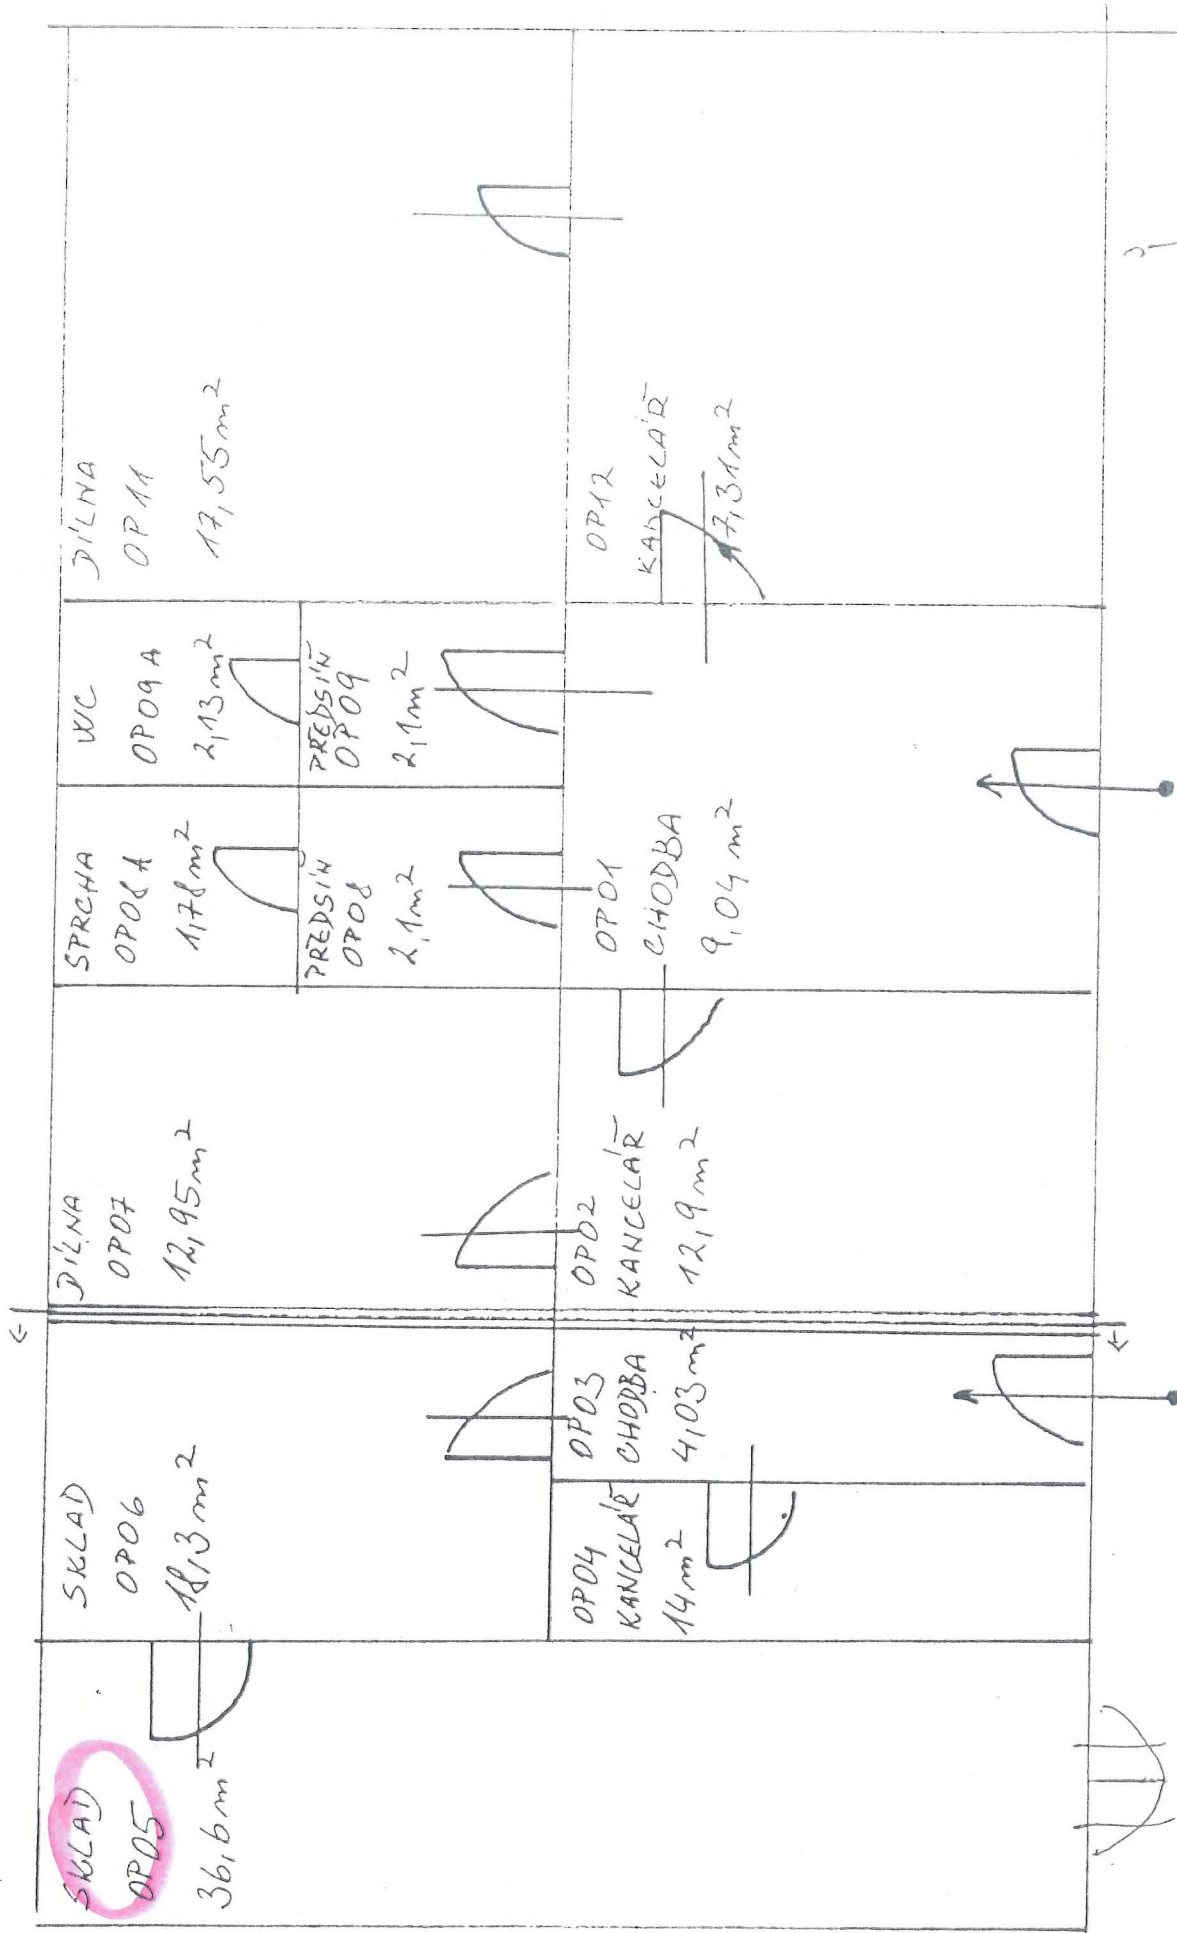 SKLAD
OP05
36,6m²
SKLAD
OP06
18,3m²
DÍLNA
OP07
12,95m²
SPRCHA
OP08A
1,78m²
WC
OP09A
2,13m²
DÍLNA
OP11
17,55m²
PŘEDSÍŇ
OP08
2,1m²
PŘEDSÍŇ
OP09
2,1m²
OP04
KANCELÁŘ
14m²
OP03
CHODBA
4,03m²
OP02
KANCELÁŘ
12,9m²
OP01
CHODBA
9,04m²
OP12
KANCELÁŘ
17,31m²